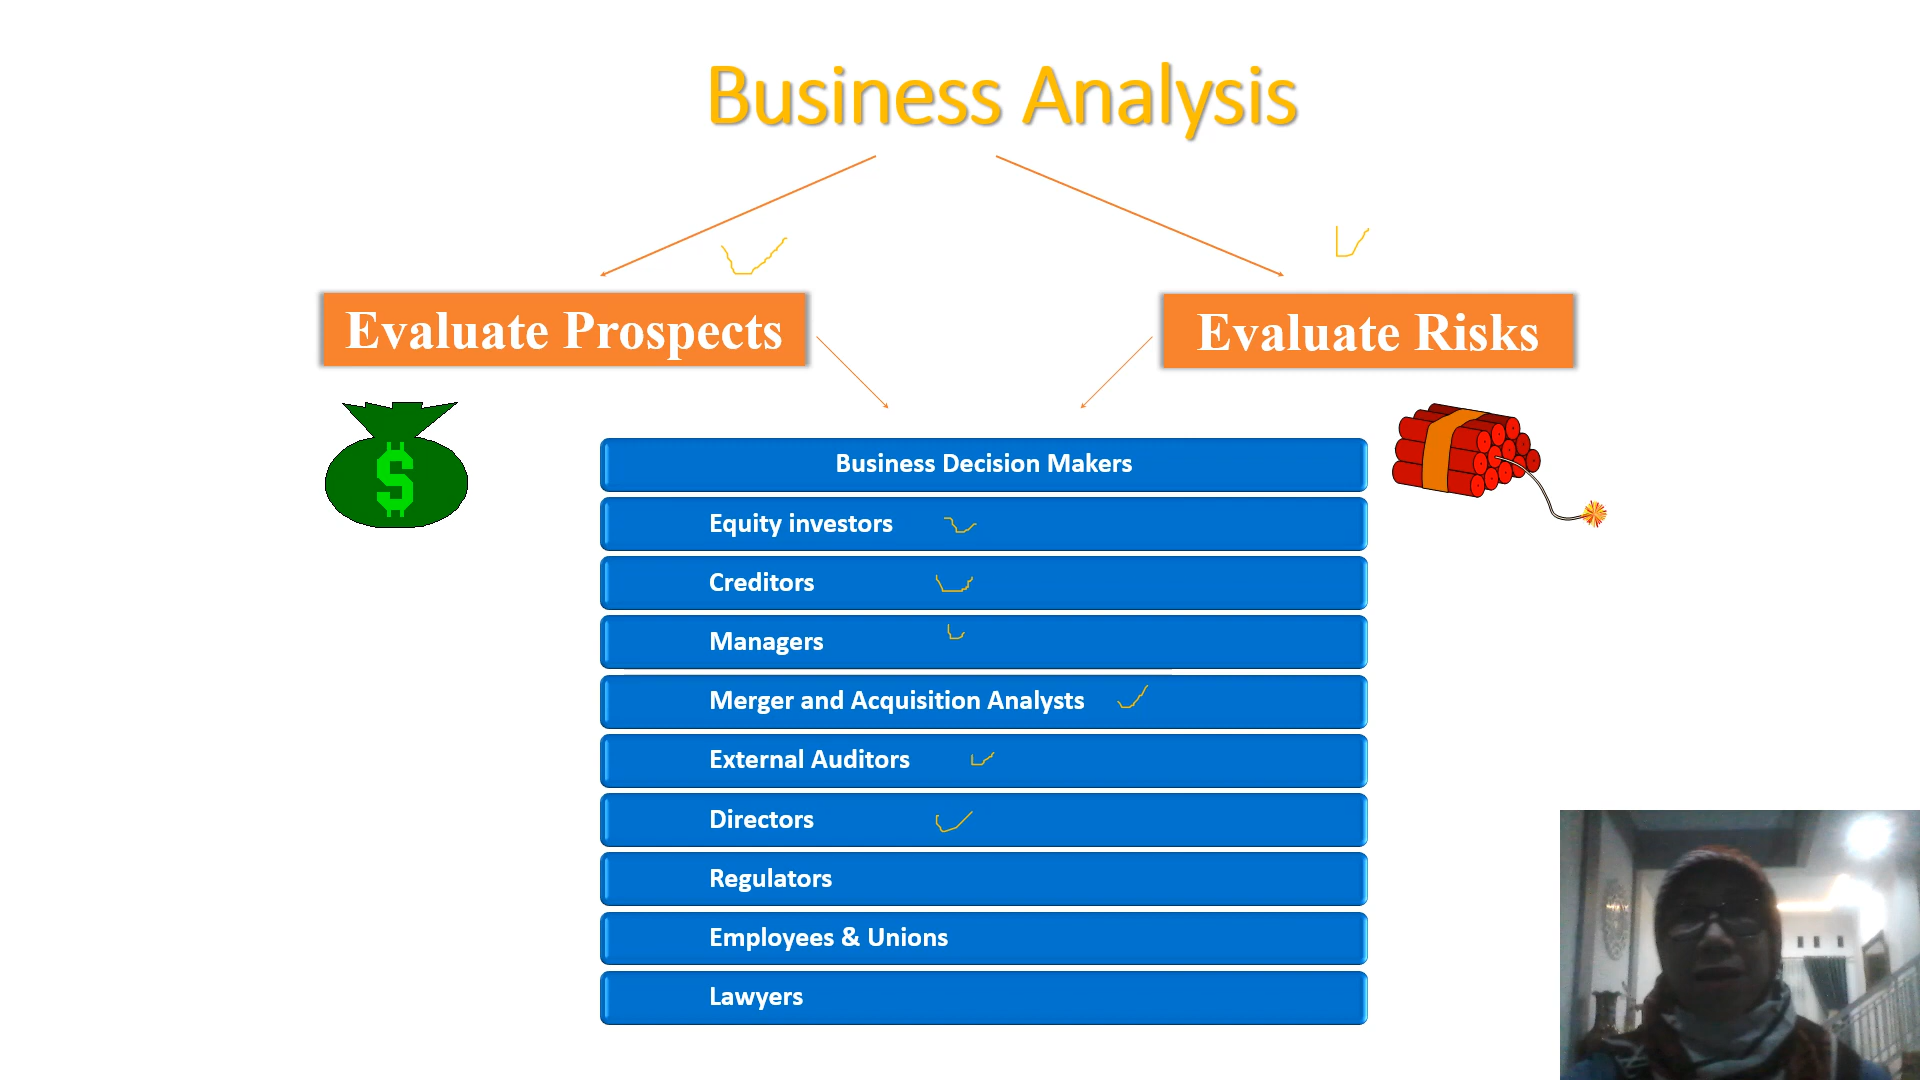 Business Analysis
Evaluate Prospects
Evaluate Risks
$
Business Decision Makers
Equity investors
Creditors
Managers
Merger and Acquisition Analysts
External Auditors
Directors
Regulators
Employees & Unions
Lawyers